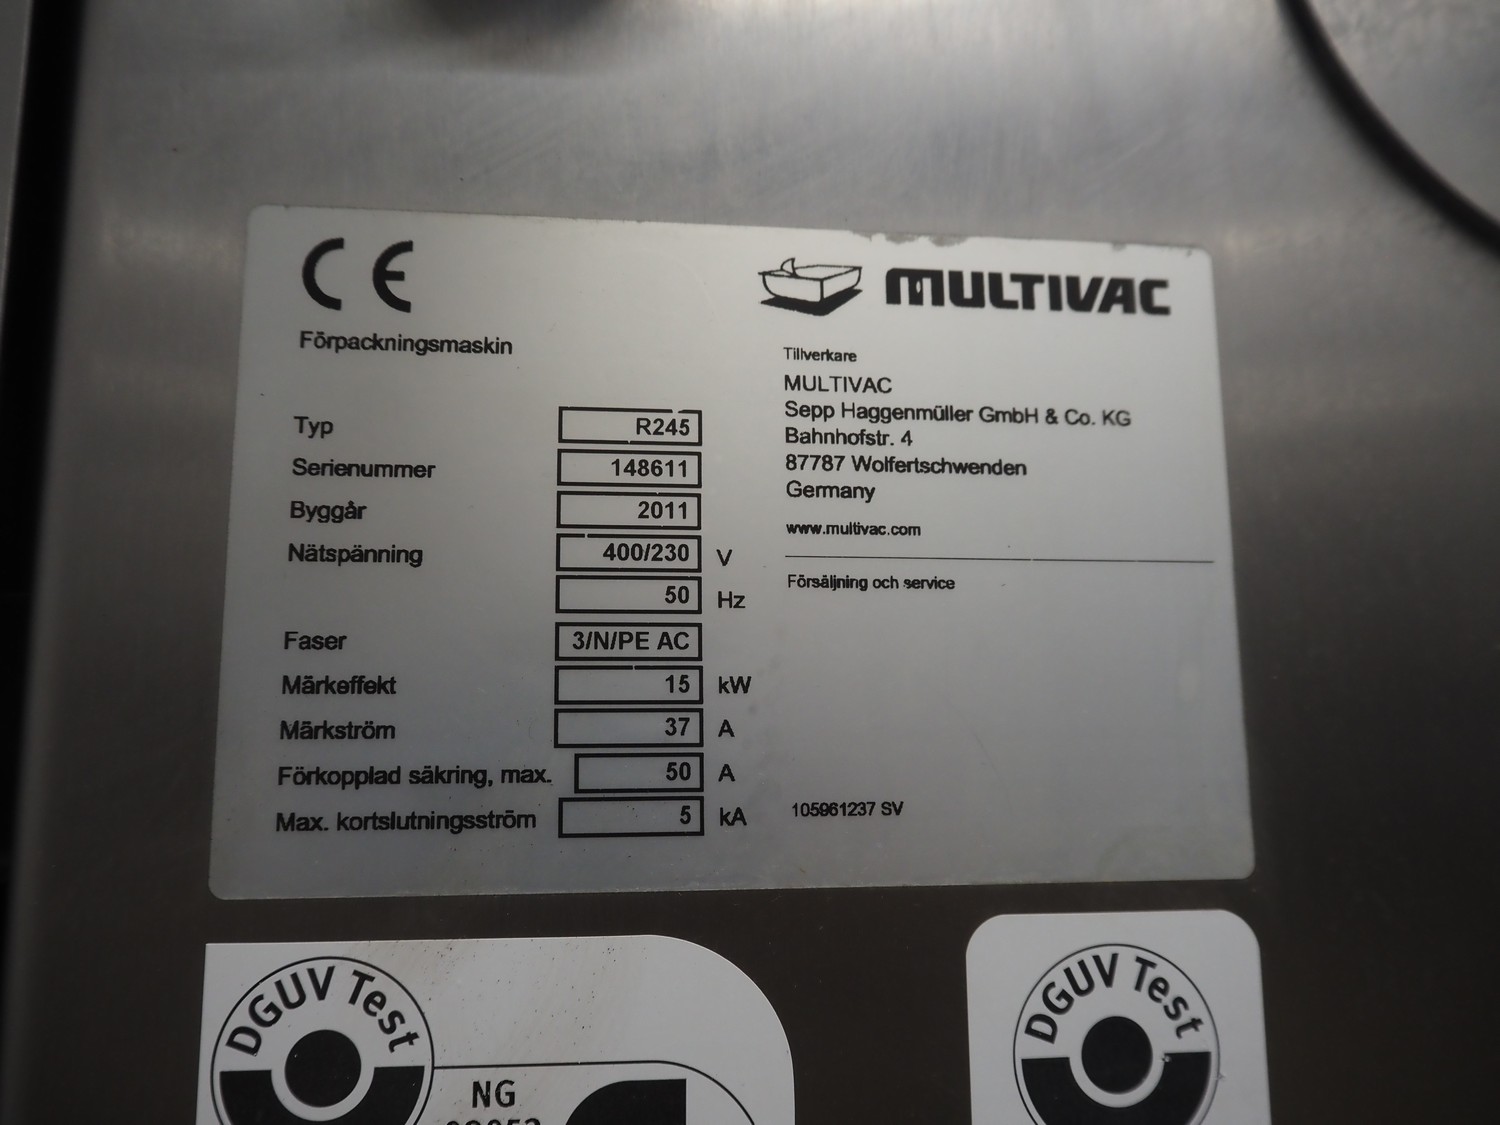 CE
MULTIVAC
Förpackningsmaskin
Typ R245
Serienummer 148611
Byggår 2011
Nätspänning 400/230 V
50 Hz
Faser 3/N/PE AC
Märkeffekt 15 kW
Märkström 37 A
Förkopplad säkring, max. 50 A
Max. kortslutningsström 5 kA
Tillverkare
MULTIVAC
Sepp Haggenmüller GmbH & Co. KG
Bahnhofstr. 4
87787 Wolfertschwenden
Germany
www.multivac.com
Försäljning och service
105961237 SV
DGUV Test
NG
DGUV Test